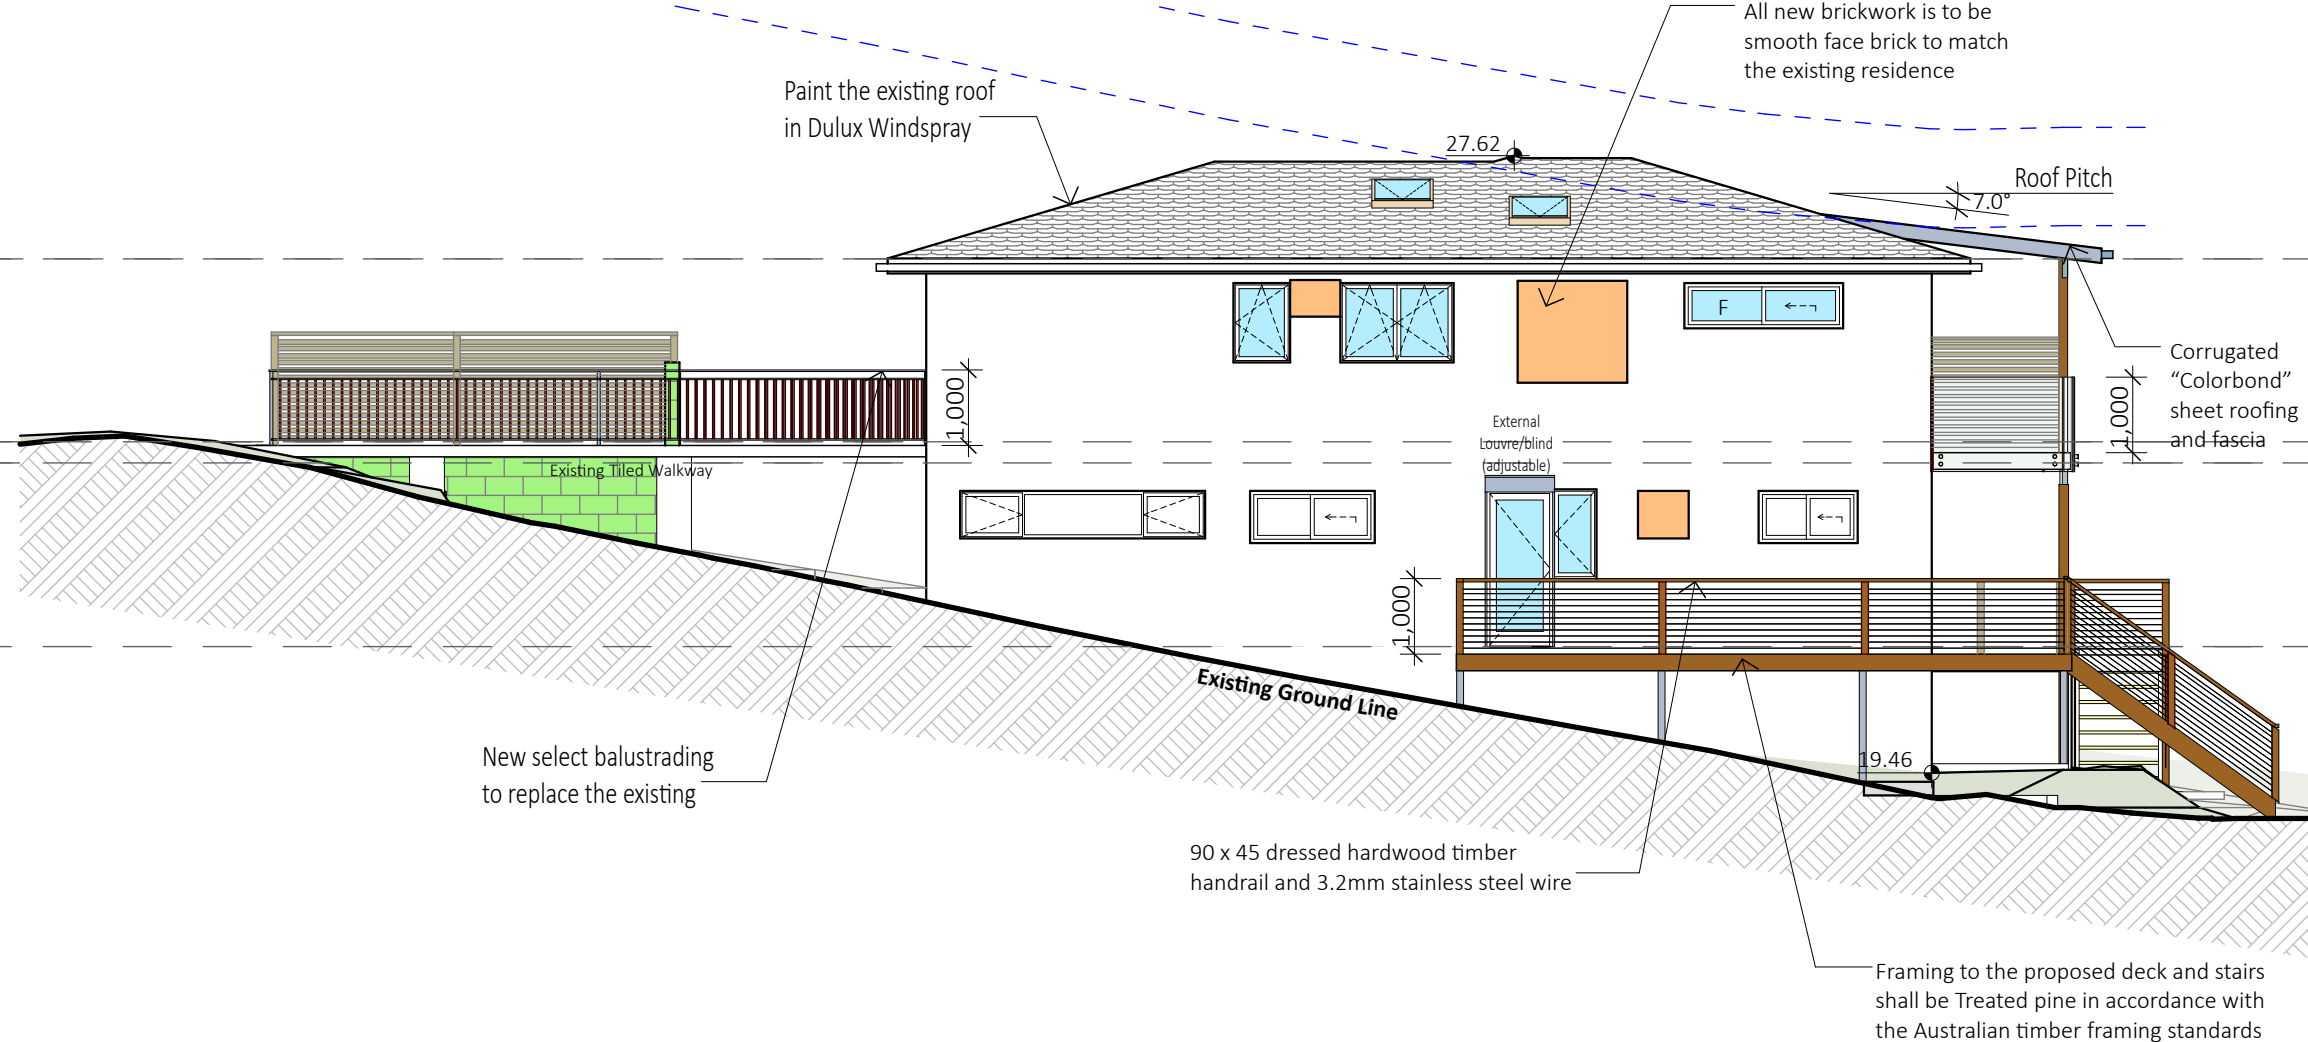 All new brickwork is to be
smooth face brick to match
the existing residence
Paint the existing roof
in Dulux Windspray
27.62
Roof Pitch
7.0°
F
Corrugated
“Colorbond”
sheet roofing
and fascia
1,000
1,000
External
Louvre/blind
(adjustable)
Existing Tiled Walkway
1,000
Existing Ground Line
New select balustrading
to replace the existing
19.46
90 x 45 dressed hardwood timber
handrail and 3.2mm stainless steel wire
Framing to the proposed deck and stairs
shall be Treated pine in accordance with
the Australian timber framing standards